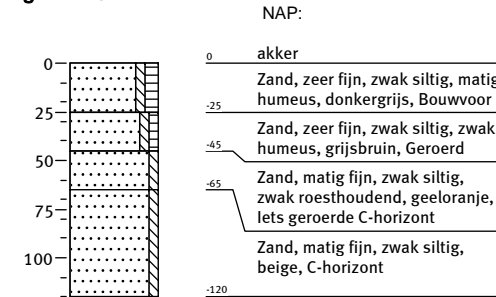 NAP:
0 akker
0
Zand, zeer fijn, zwak siltig, matig
25 -25 humeus, donkergrijs, Bouwvoor
Zand, zeer fijn, zwak siltig, zwak
-45 humeus, grijsbruin, Geroerd
50
-65 Zand, matig fijn, zwak siltig,
zwak roesthoudend, geeloranje,
75 Iets geroerde C-horizont
Zand, matig fijn, zwak siltig,
100 beige, C-horizont
-120